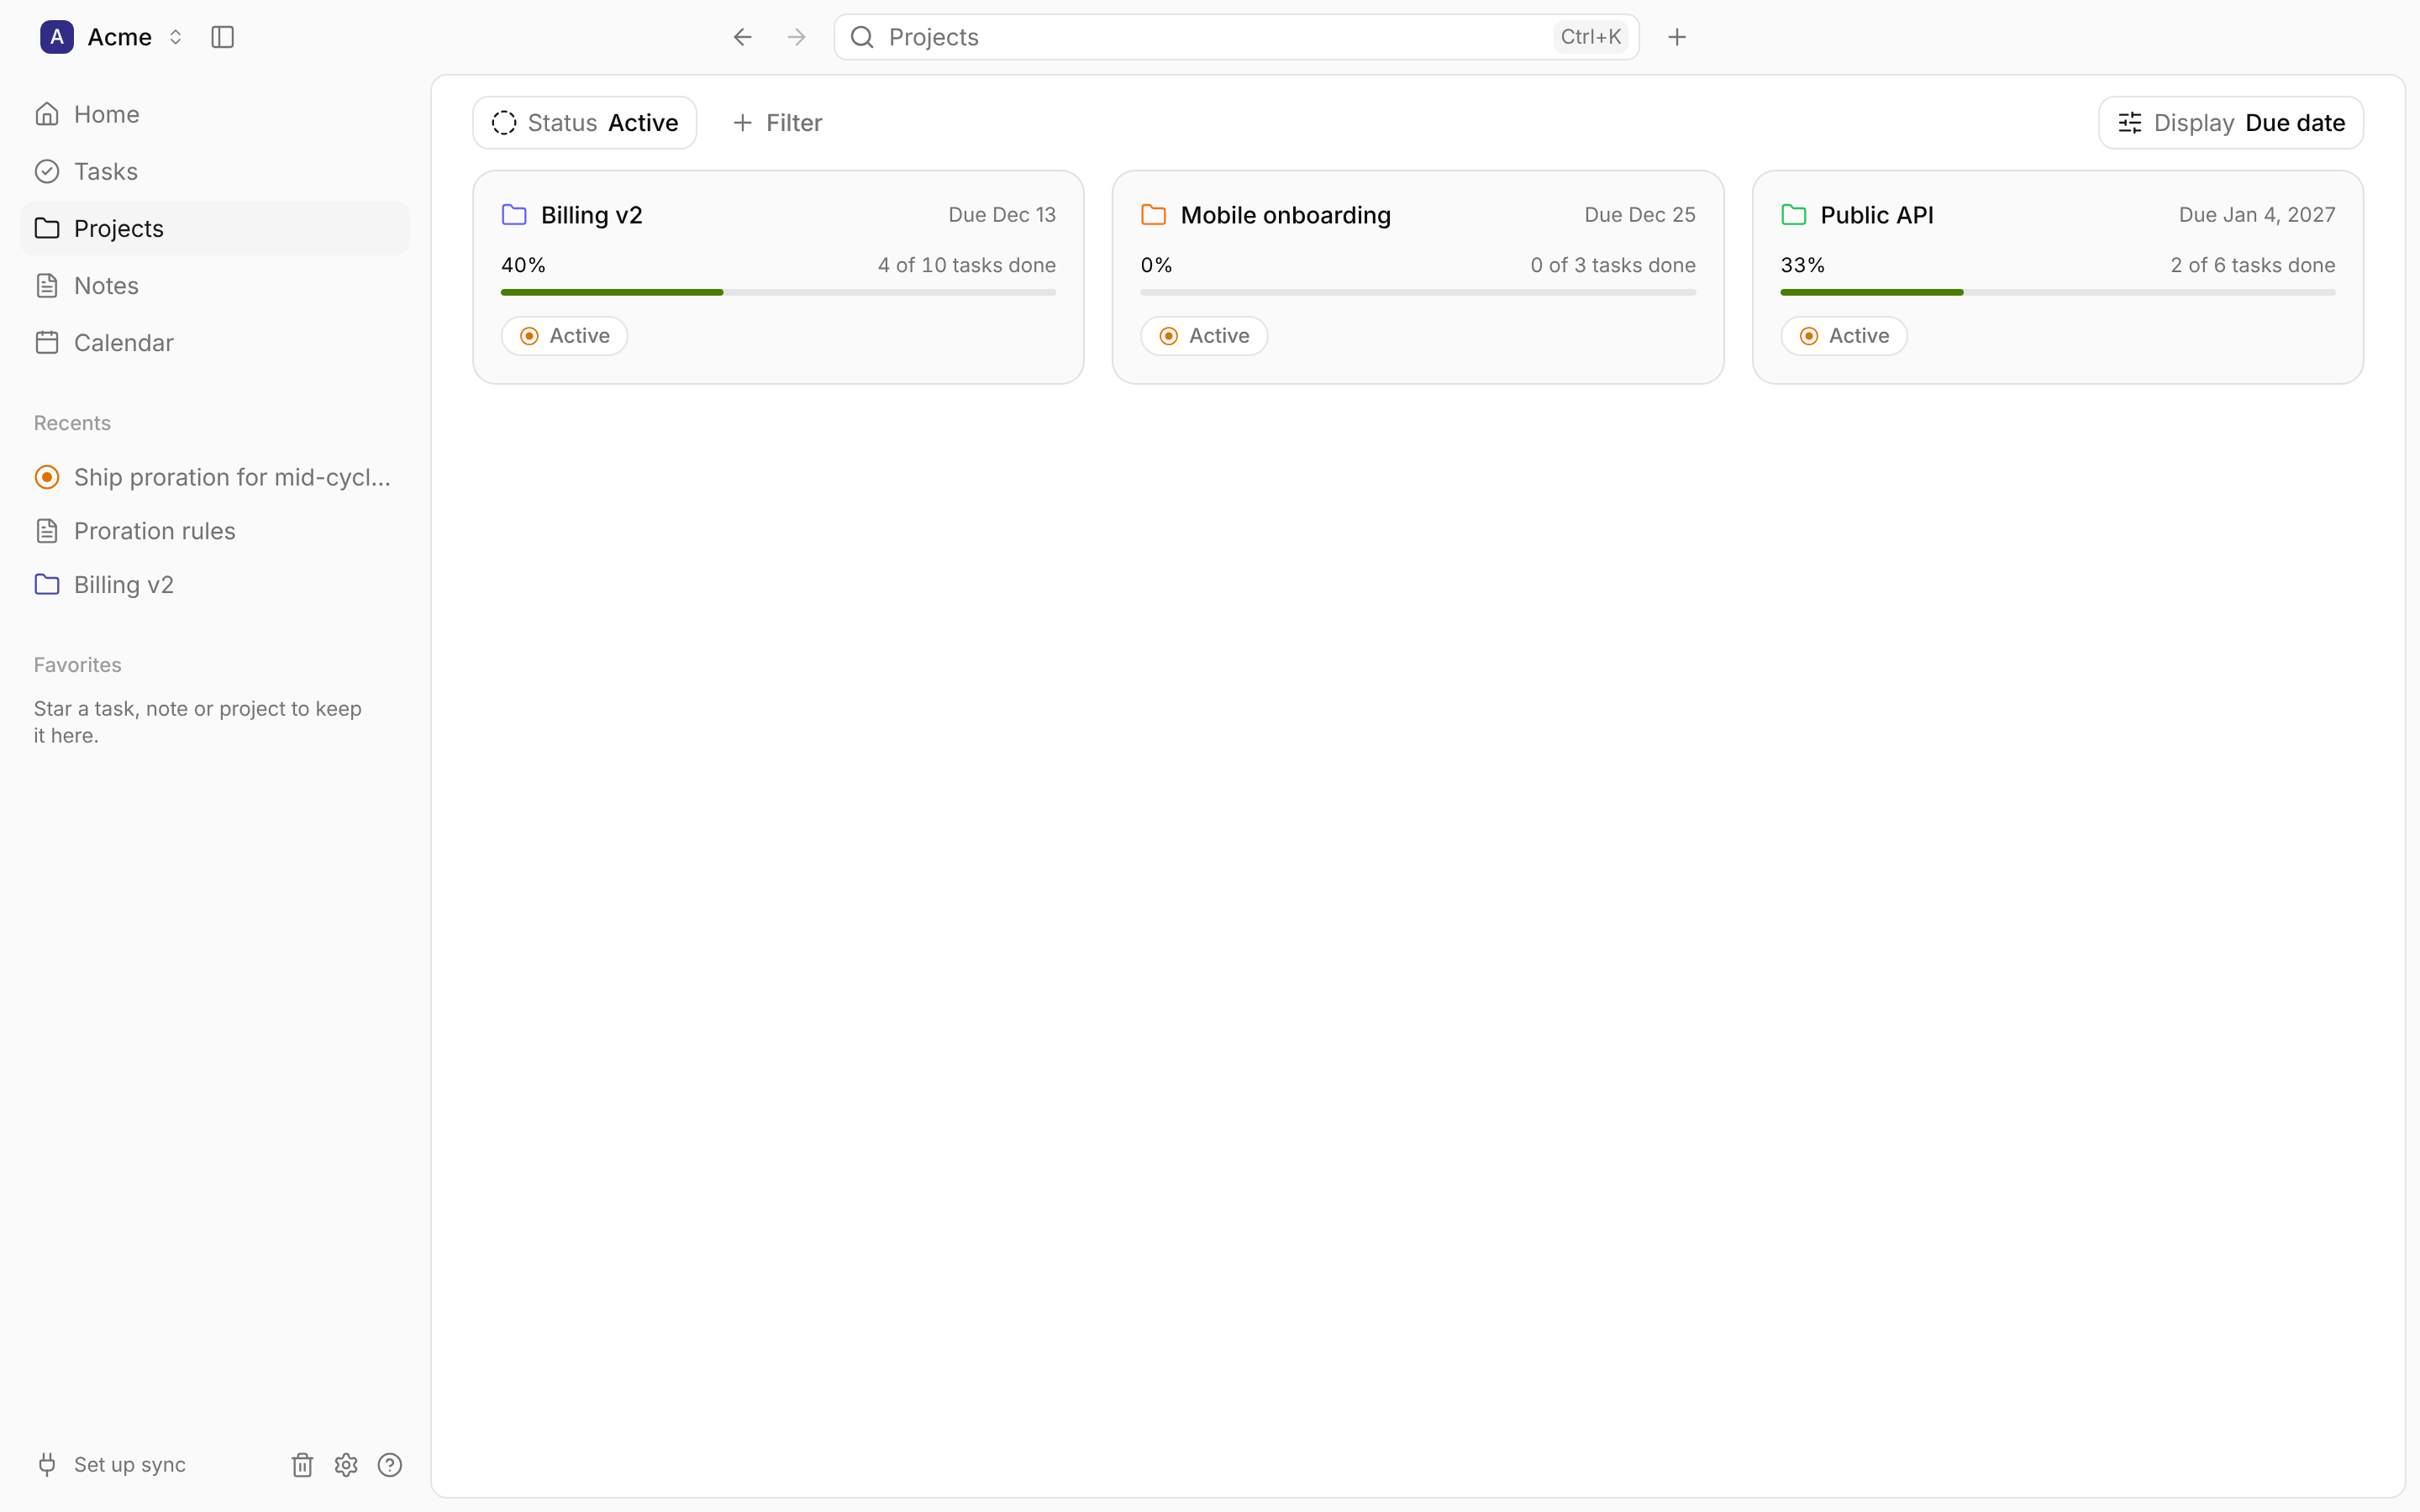 A Acme
Projects Ctrl+K
Home
Tasks
Projects
Notes
Calendar
Recents
Ship proration for mid-cycl...
Proration rules
Billing v2
Favorites
Star a task, note or project to keep
it here.
Set up sync
Status Active
Filter
Display Due date
Billing v2 Due Dec 13
40% 4 of 10 tasks done
Active
Mobile onboarding Due Dec 25
0% 0 of 3 tasks done
Active
Public API Due Jan 4, 2027
33% 2 of 6 tasks done
Active